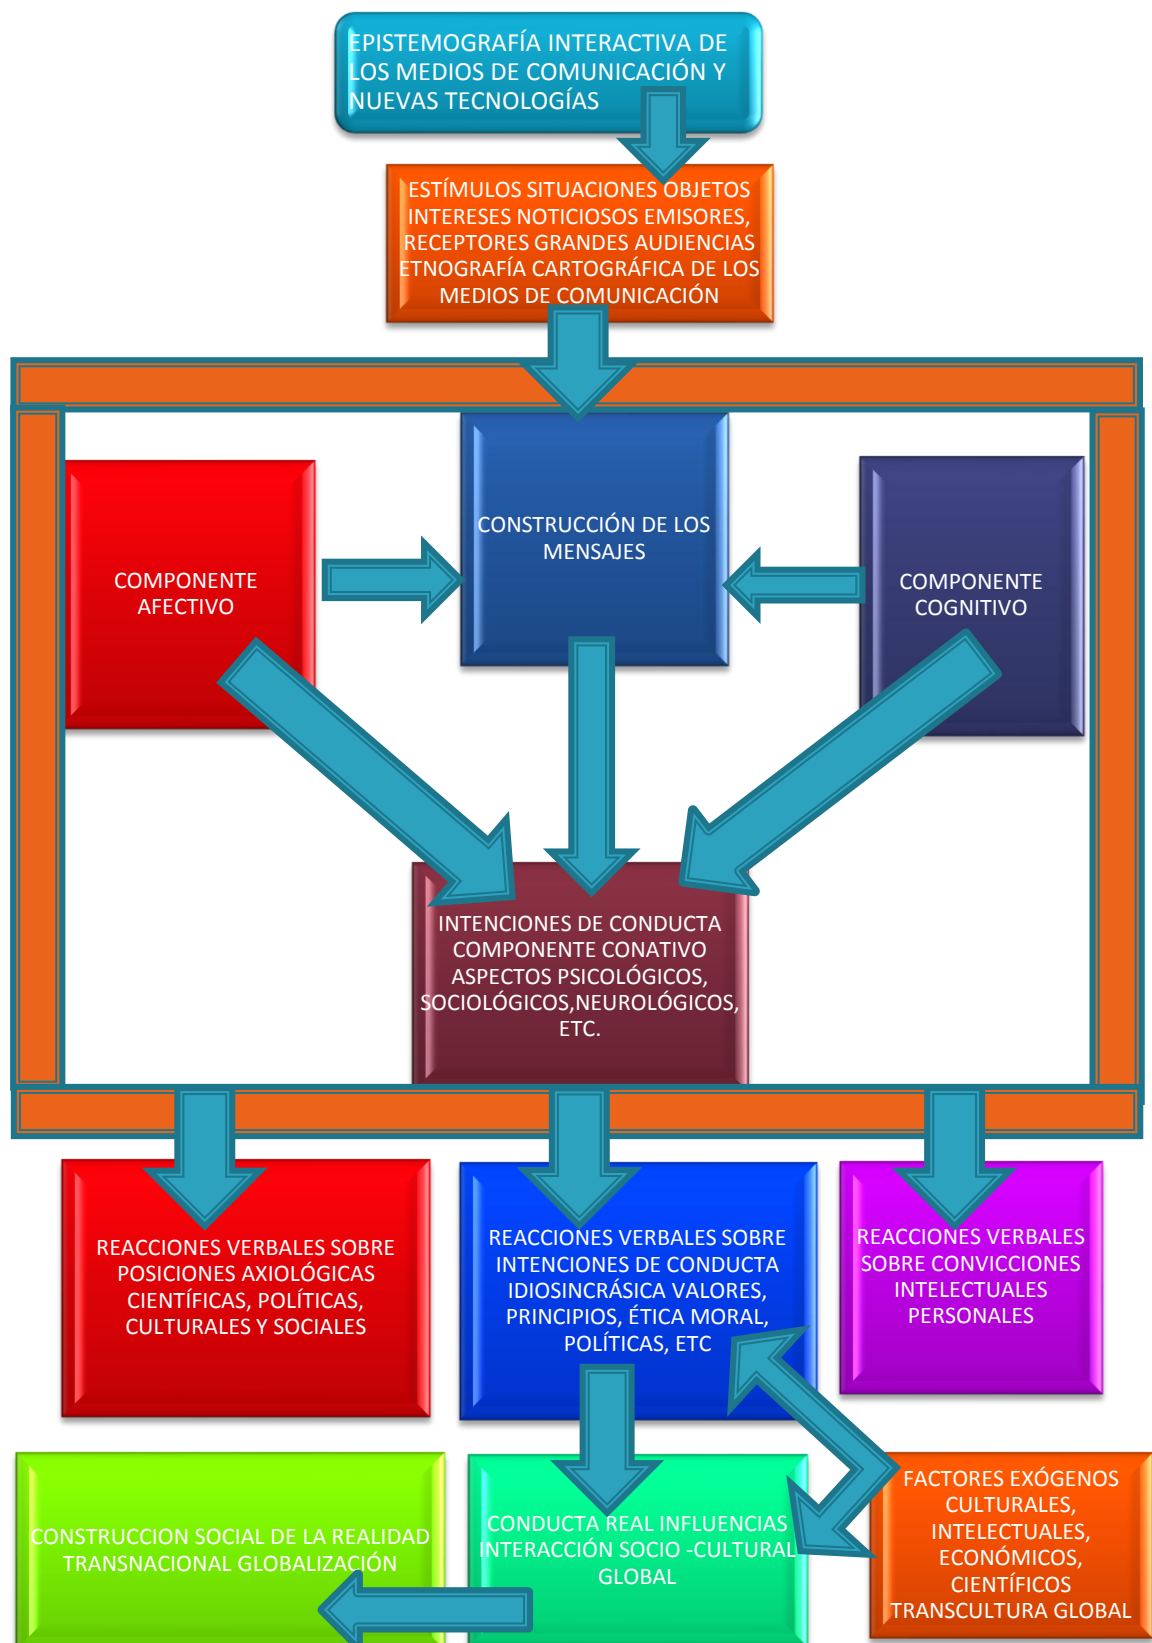 EPISTEMOGRAFÍA INTERACTIVA DE
LOS MEDIOS DE COMUNICACIÓN Y
NUEVAS TECNOLOGÍAS
ESTÍMULOS SITUACIONES OBJETOS
INTERESES NOTICIOSOS EMISORES,
RECEPTORES GRANDES AUDIENCIAS
ETNOGRAFÍA CARTOGRÁFICA DE LOS
MEDIOS DE COMUNICACIÓN
COMPONENTE
AFECTIVO
CONSTRUCCIÓN DE LOS
MENSAJES
COMPONENTE
COGNITIVO
INTENCIONES DE CONDUCTA
COMPONENTE CONATIVO
ASPECTOS PSICOLÓGICOS,
SOCIOLÓGICOS,NEUROLÓGICOS,
ETC.
REACCIONES VERBALES SOBRE
POSICIONES AXIOLÓGICAS
CIENTÍFICAS, POLÍTICAS,
CULTURALES Y SOCIALES
REACCIONES VERBALES SOBRE
INTENCIONES DE CONDUCTA
IDIOSINCRÁSICA VALORES,
PRINCIPIOS, ÉTICA MORAL,
POLÍTICAS, ETC
REACCIONES VERBALES
SOBRE CONVICCIONES
INTELECTUALES
PERSONALES
CONSTRUCCION SOCIAL DE LA REALIDAD
TRANSNACIONAL GLOBALIZACIÓN
CONDUCTA REAL INFLUENCIAS
INTERACCIÓN SOCIO -CULTURAL
GLOBAL
FACTORES EXÓGENOS
CULTURALES,
INTELECTUALES,
ECONÓMICOS,
CIENTÍFICOS
TRANSCULTURA GLOBAL